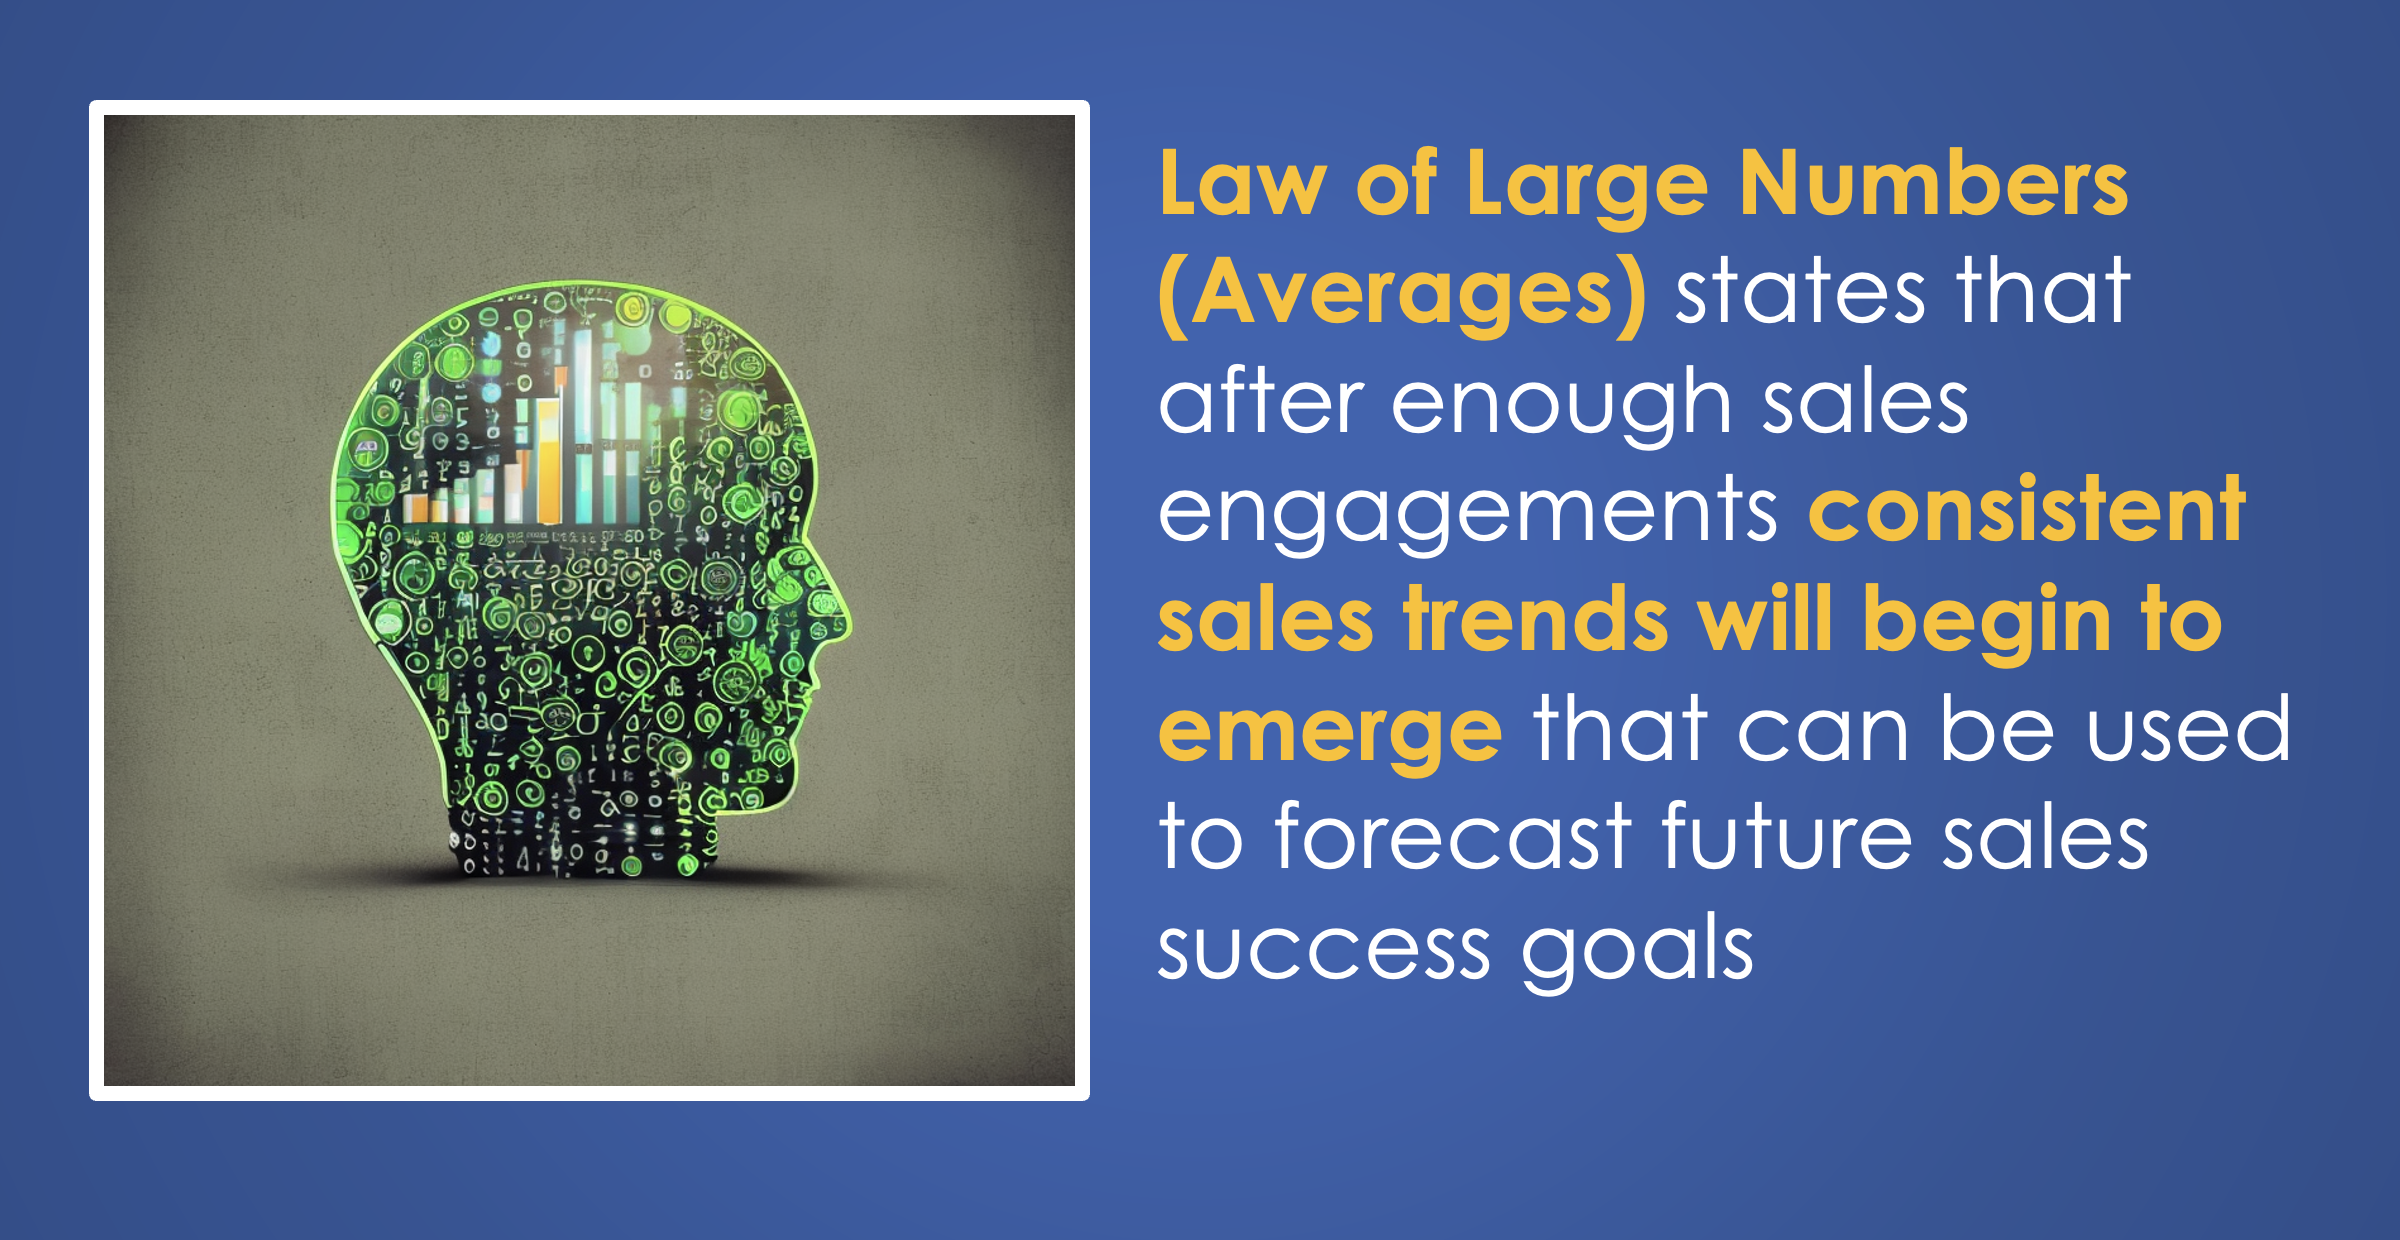 Law of Large Numbers
(Averages) states that
after enough sales
engagements consistent
sales trends will begin to
emerge that can be used
to forecast future sales
success goals